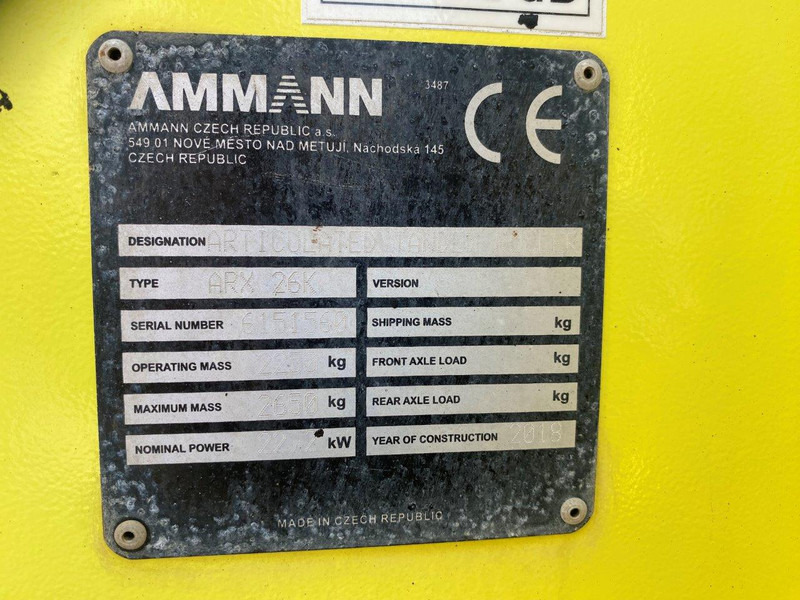 AMMANN
3487
CE
AMMANN CZECH REPUBLIC a.s.
549 01 NOVÉ MĚSTO NAD METUJÍ, Náchodská 145
CZECH REPUBLIC
DESIGNATION ARTICULATED TANDEM
TYPE ARX 26K VERSION
SERIAL NUMBER SHIPPING MASS kg
OPERATING MASS kg FRONT AXLE LOAD kg
MAXIMUM MASS kg REAR AXLE LOAD kg
NOMINAL POWER kW YEAR OF CONSTRUCTION 2018
MADE IN CZECH REPUBLIC